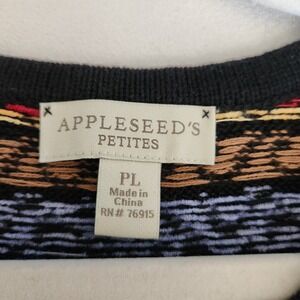 APPLESEED'S
PETITES
PL
Made in
China
RN# 76915